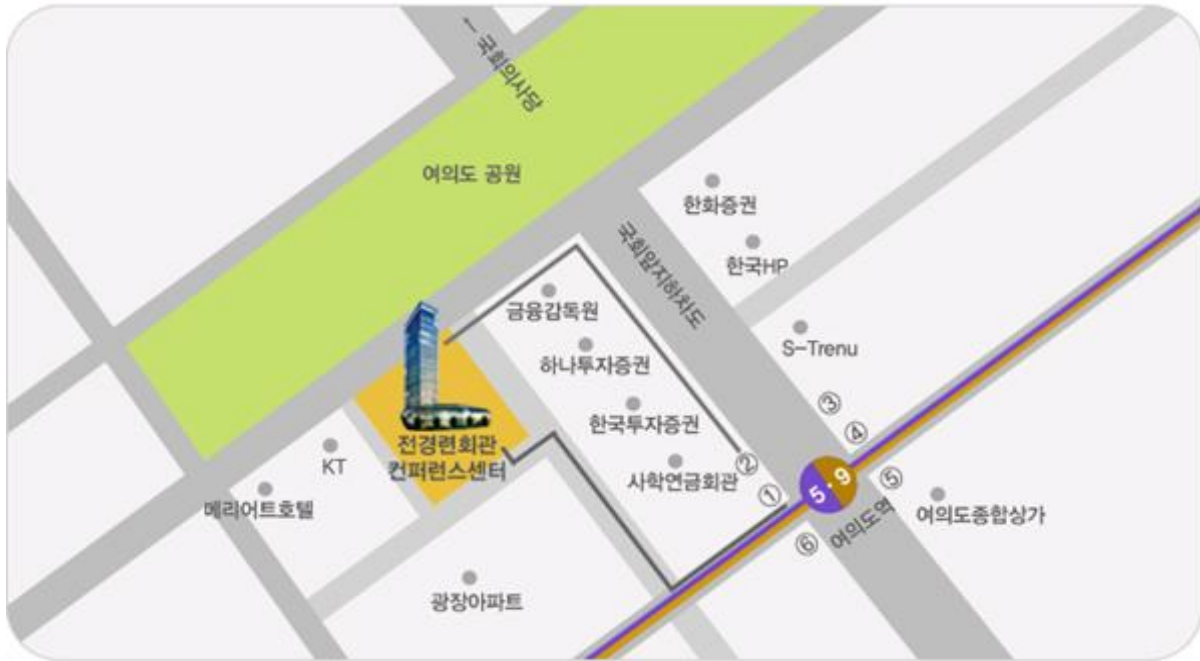 ← 국회의사당
여의도 공원
한화증권
국회앞지하차도
한국HP
금융감독원
S-Trenu
하나투자증권
한국투자증권
③
④
전경련회관
컨퍼런스센터
KT
사학연금회관
②
①
5·9
⑤
메리어트호텔
여의도역
여의도종합상가
⑥
광장아파트